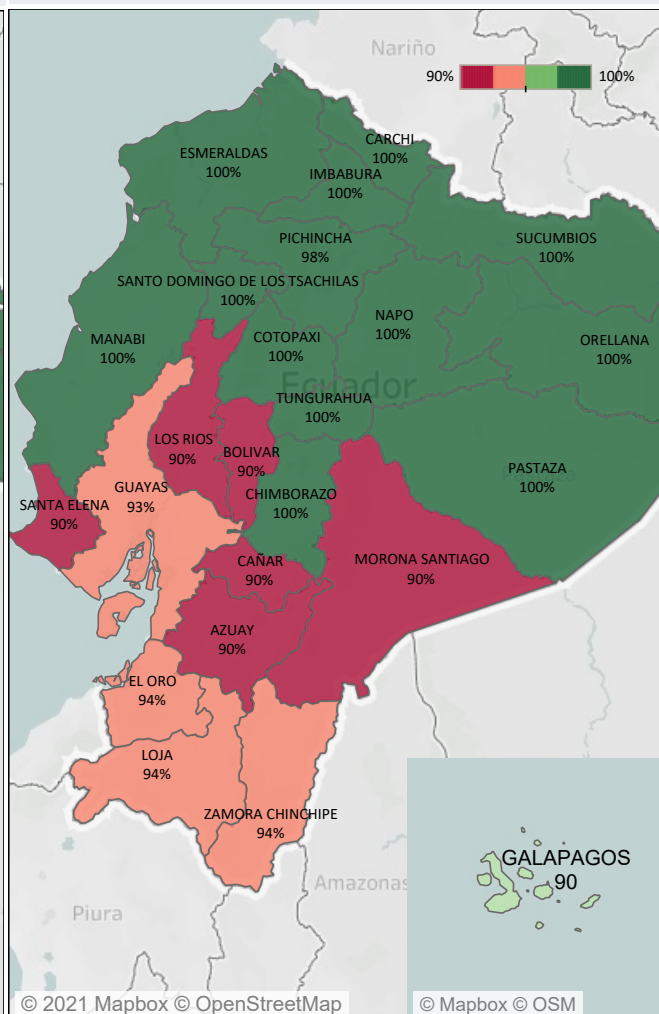 Nariño
90%
100%
CARCHI
100%
ESMERALDAS
100%
IMBABURA
100%
PICHINCHA
98%
SUCUMBIOS
100%
SANTO DOMINGO DE LOS TSACHILAS
100%
NAPO
100%
MANABI
100%
COTOPAXI
100%
ORELLANA
100%
Ecuador
TUNGURAHUA
100%
LOS RIOS
90%
BOLIVAR
90%
PASTAZA
100%
GUAYAS
93%
CHIMBORAZO
100%
SANTA ELENA
90%
CAÑAR
90%
MORONA SANTIAGO
90%
AZUAY
90%
EL ORO
94%
LOJA
94%
ZAMORA CHINCHIPE
94%
GALAPAGOS
90
Amazonas
Piura
© 2021 Mapbox © OpenStreetMap
© Mapbox © OSM